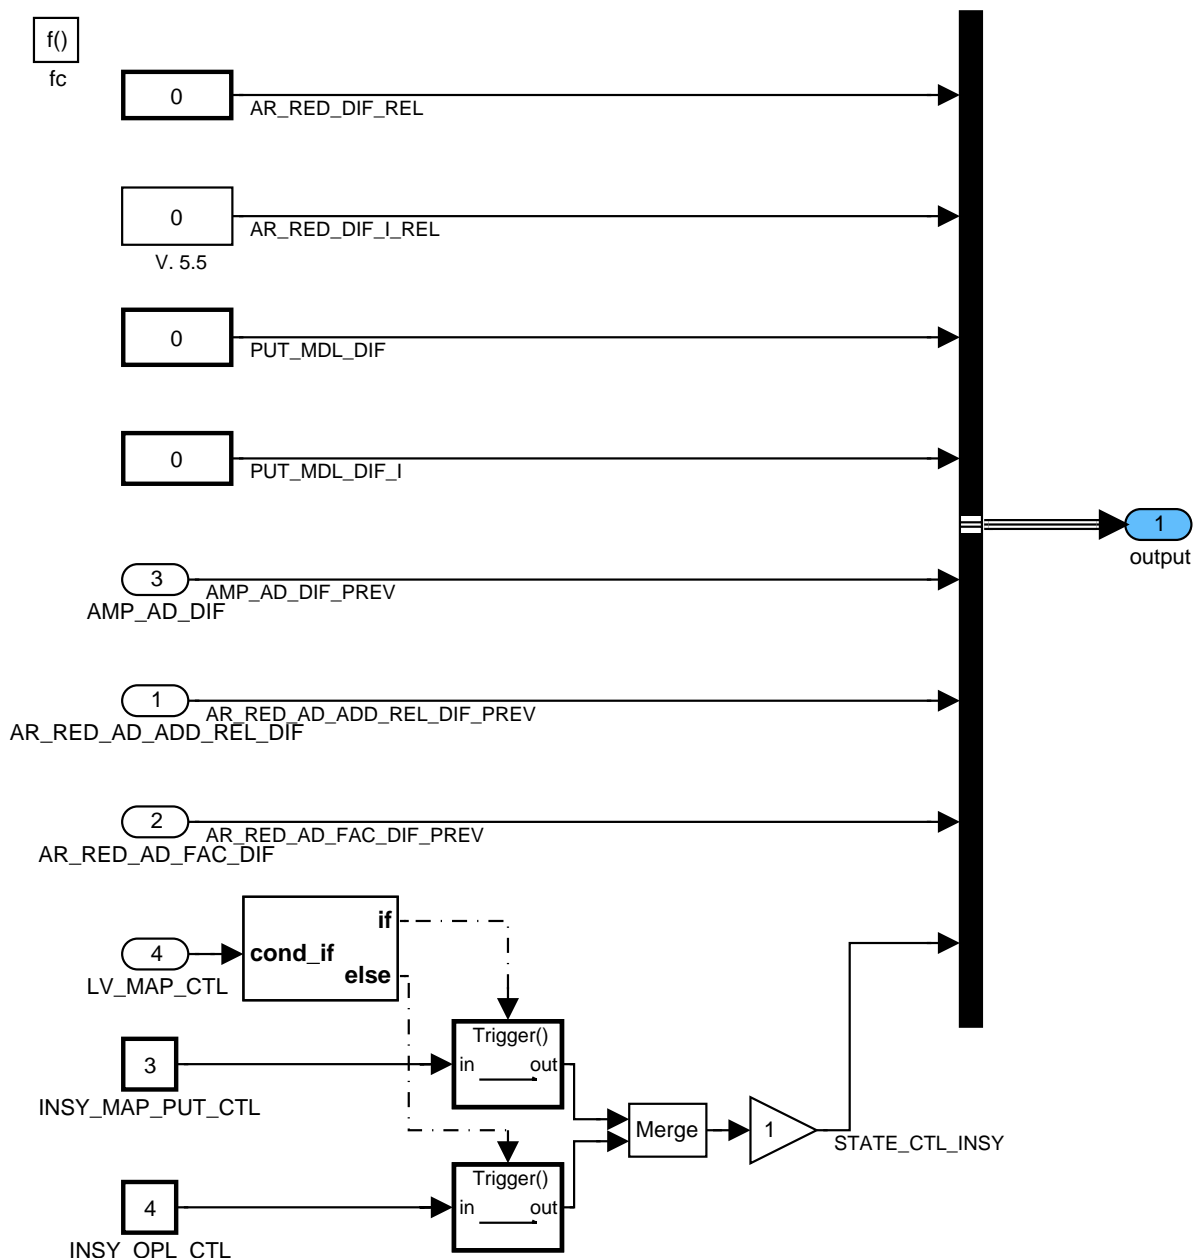 f()
fc
0
AR_RED_DIF_REL
0
AR_RED_DIF_I_REL
V. 5.5
0
PUT_MDL_DIF
0
PUT_MDL_DIF_I
1
output
3
AMP_AD_DIF_PREV
AMP_AD_DIF
1
AR_RED_AD_ADD_REL_DIF_PREV
AR_RED_AD_ADD_REL_DIF
2
AR_RED_AD_FAC_DIF_PREV
AR_RED_AD_FAC_DIF
if
4
cond_if
else
LV_MAP_CTL
Trigger()
3
in
out
INSY_MAP_PUT_CTL
Merge
1
STATE_CTL_INSY
Trigger()
4
in
out
INSY_OPL_CTL